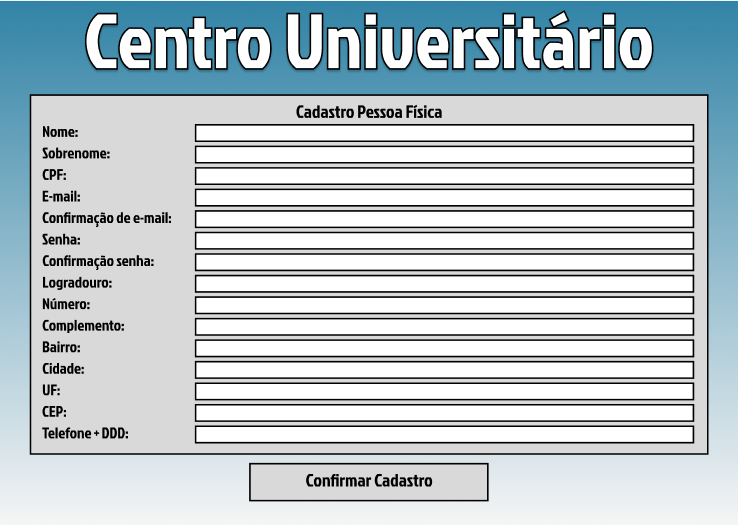 Centro Universitário
Cadastro Pessoa Física
Nome:
Sobrenome:
CPF:
E-mail:
Confirmação de e-mail:
Senha:
Confirmação senha:
Logradouro:
Número:
Complemento:
Bairro:
Cidade:
UF:
CEP:
Telefone + DDD:
Confirmar Cadastro